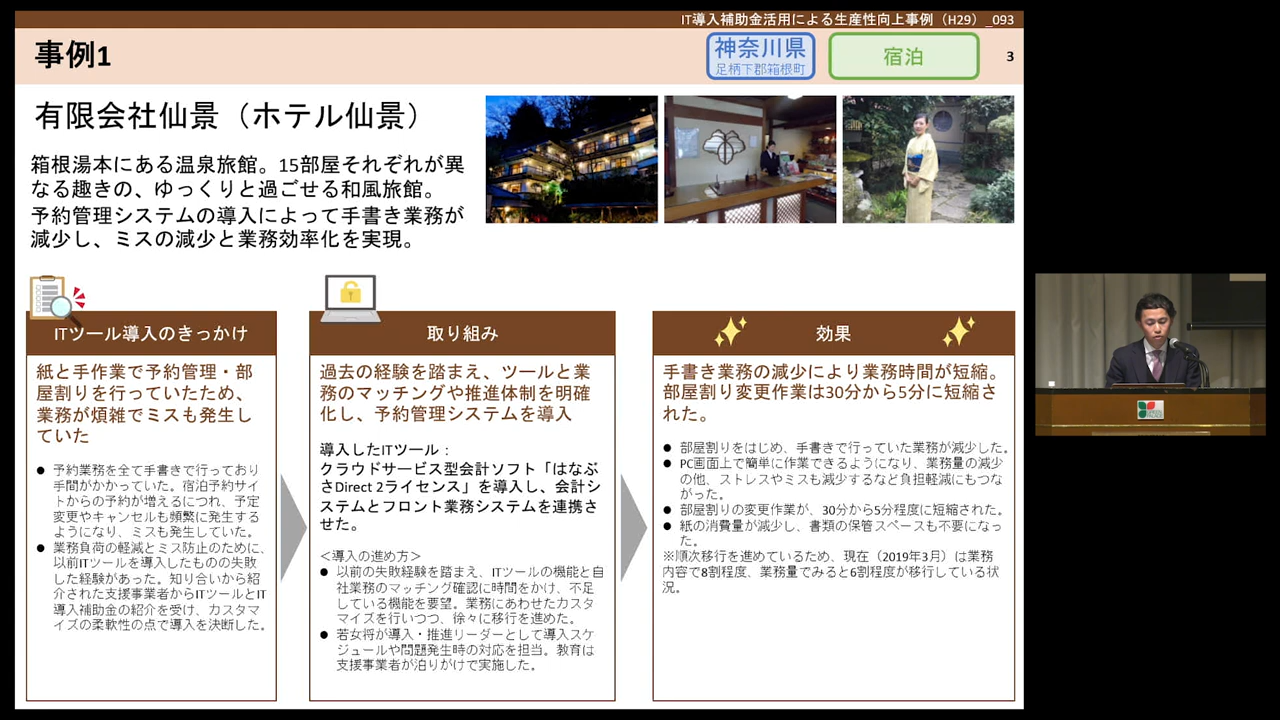 IT導入補助金活用による生産性向上事例（H29）_093
事例1
神奈川県
足柄下郡箱根町
宿泊
3
有限会社仙景（ホテル仙景）
箱根湯本にある温泉旅館。15部屋それぞれが異
なる趣きの、ゆっくりと過ごせる和風旅館。
予約管理システムの導入によって手書き業務が
減少し、ミスの減少と業務効率化を実現。
ITツール導入のきっかけ
紙と手作業で予約管理・部
屋割りを行っていたため、
業務が煩雑でミスも発生し
ていた
● 予約業務を全て手書きで行っており
手間がかかっていた。宿泊予約サイ
トからの予約が増えるにつれ、予定
変更やキャンセルも頻繁に発生する
ようになり、ミスも発生していた。
● 業務負荷の軽減とミス防止のために、
以前ITツールを導入したものの失敗
した経験があった。知り合いから紹
介された支援事業者からITツールとIT
導入補助金の紹介を受け、カスタマ
イズの柔軟性の点で導入を決断した。
取り組み
過去の経験を踏まえ、ツールと業
務のマッチングや推進体制を明確
化し、予約管理システムを導入
導入したITツール：
クラウドサービス型会計ソフト「はなぶ
さDirect 2ライセンス」を導入し、会計シ
ステムとフロント業務システムを連携さ
せた。
＜導入の進め方＞
● 以前の失敗経験を踏まえ、ITツールの機能と自
社業務のマッチング確認に時間をかけ、不足
している機能を要望。業務にあわせたカスタ
マイズを行いつつ、徐々に移行を進めた。
● 若女将が導入・推進リーダーとして導入スケ
ジュールや問題発生時の対応を担当。教育は
支援事業者が泊りがけで実施した。
効果
手書き業務の減少により業務時間が短縮。
部屋割り変更作業は30分から5分に短縮さ
れた。
● 部屋割りをはじめ、手書きで行っていた業務が減少した。
● PC画面上で簡単に作業できるようになり、業務量の減少
の他、ストレスやミスも減少するなど負担軽減にもつな
がった。
● 部屋割りの変更作業が、30分から5分程度に短縮された。
● 紙の消費量が減少し、書類の保管スペースも不要になっ
た。
※順次移行を進めているため、現在（2019年3月）は業務
内容で8割程度、業務量でみると6割程度が移行している状
況。